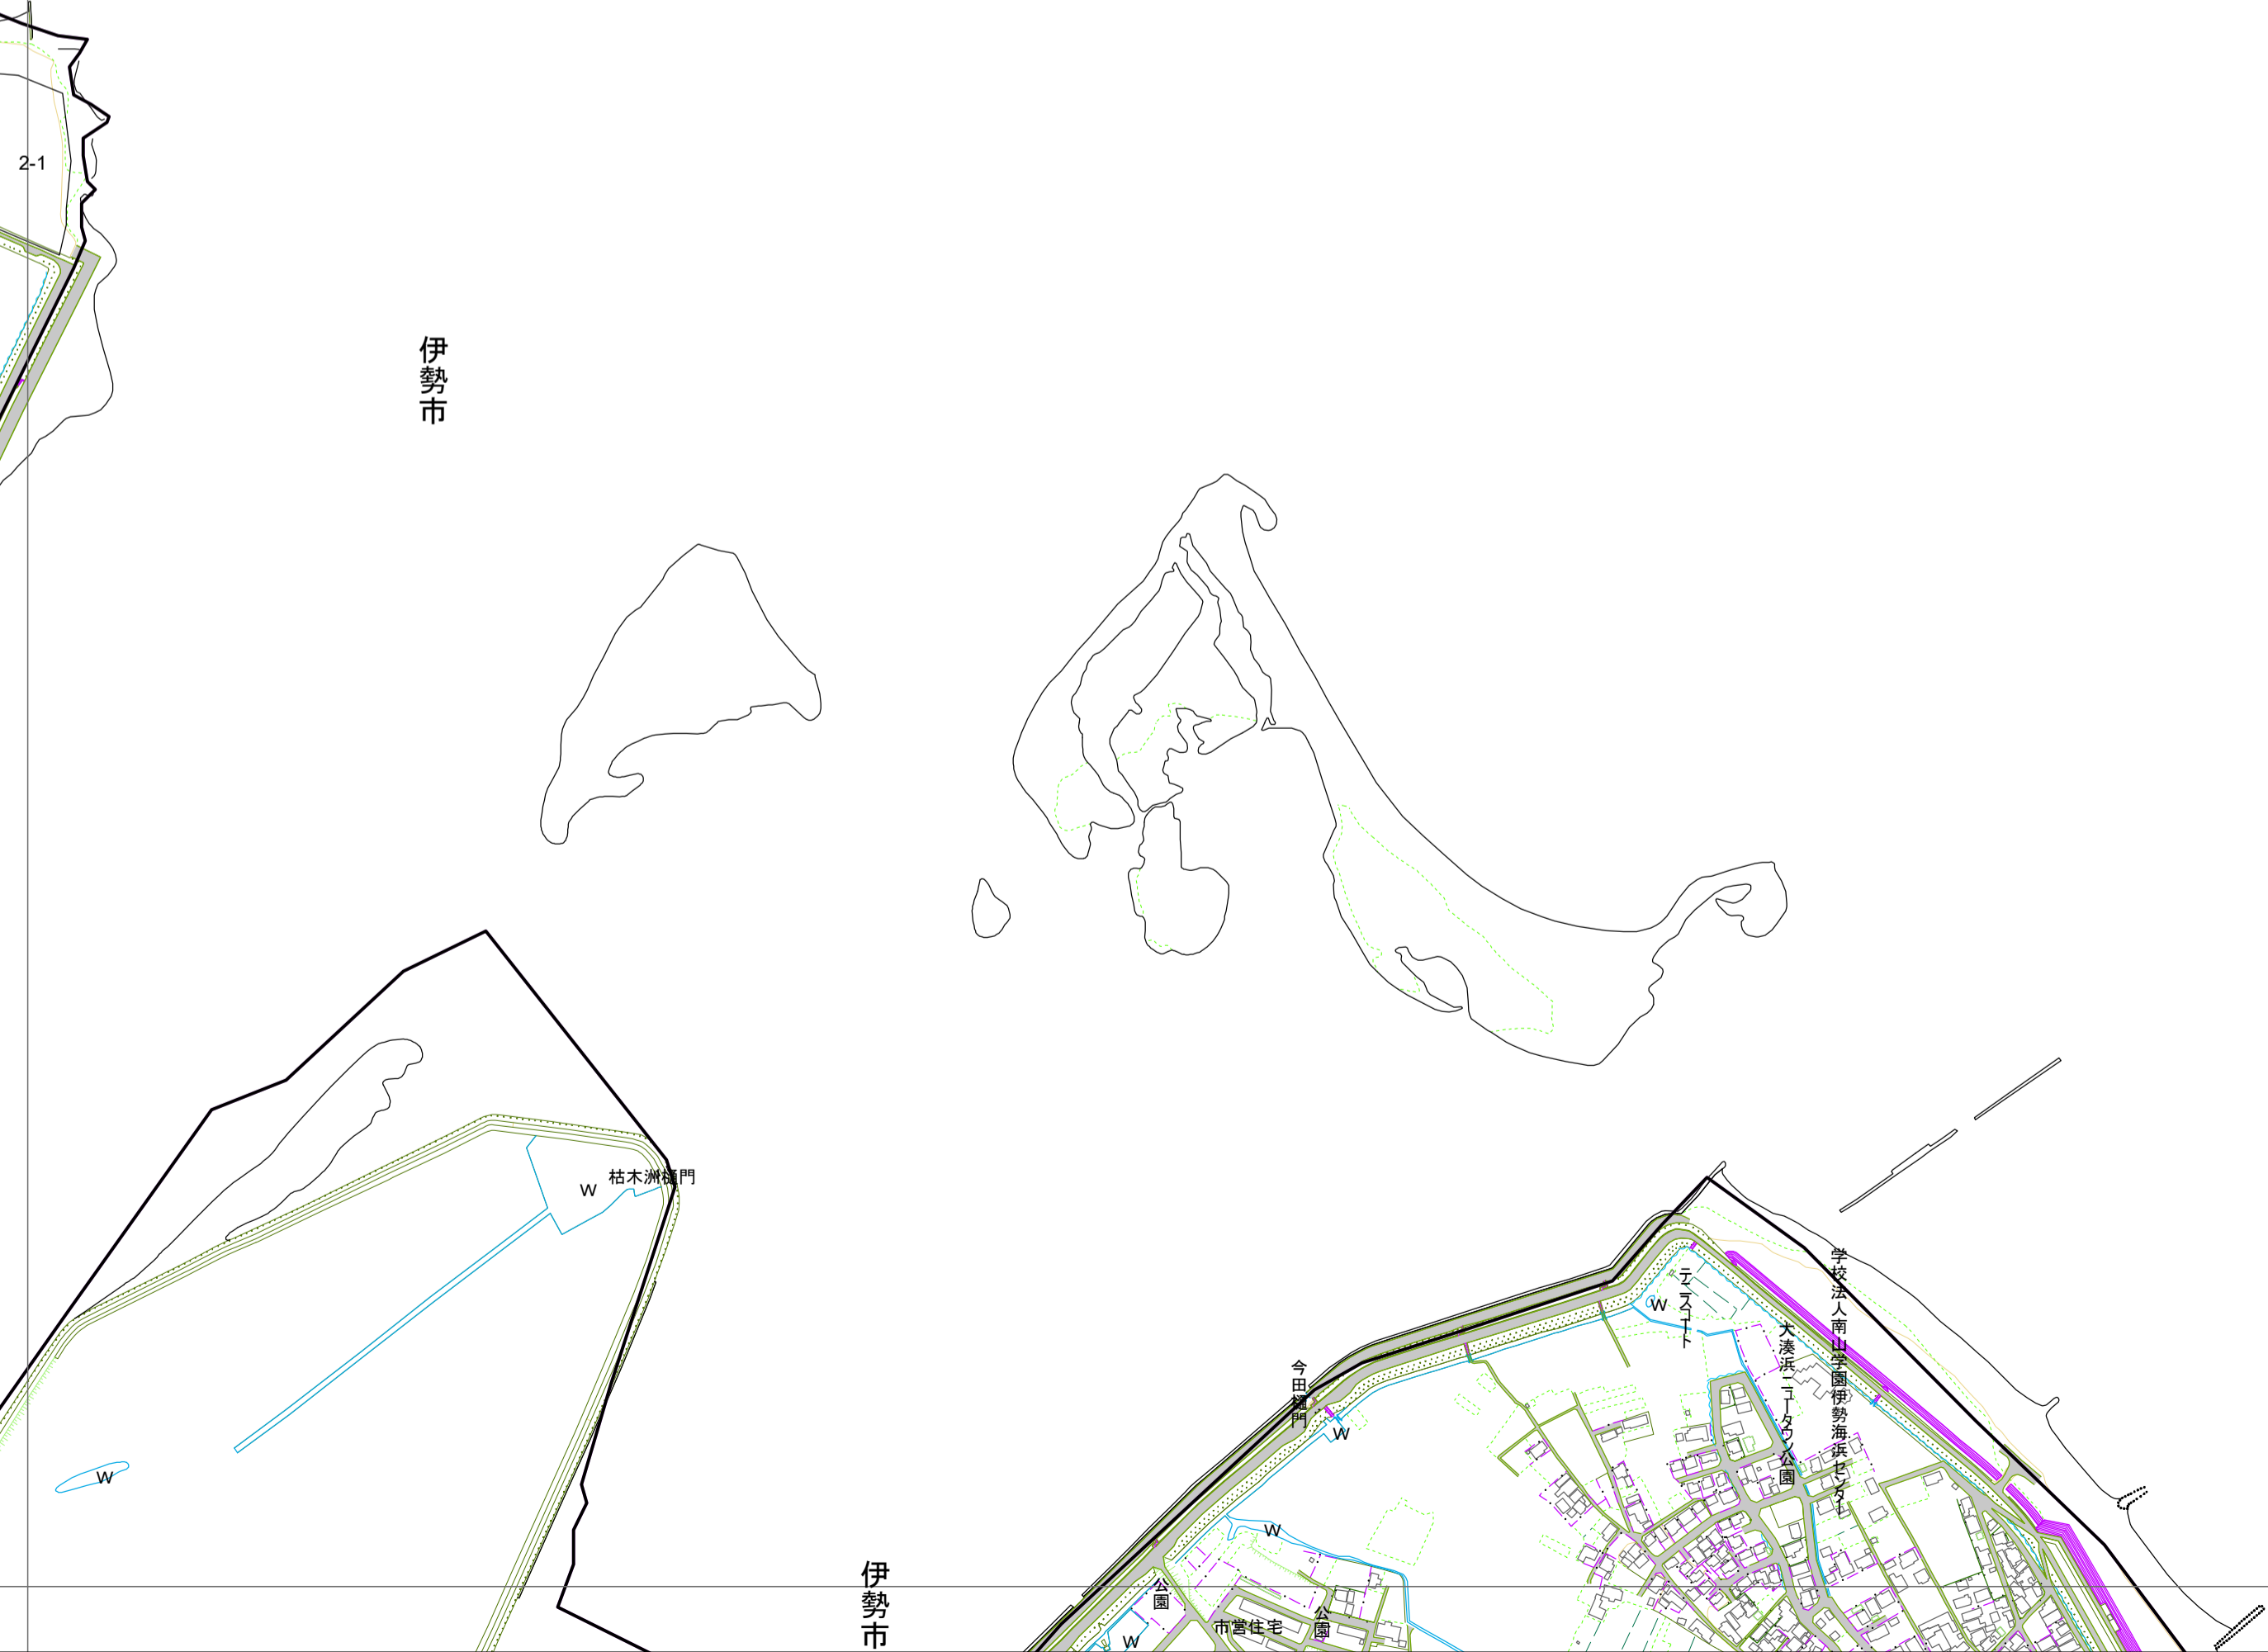 2-1
伊勢市
枯木洲樋門
W
W
テニスコート
W
学校法人南山学園伊勢海浜センター
大湊浜ニュータウン公園
今田樋門
W
W
伊勢市
公園
公園
市営住宅
W